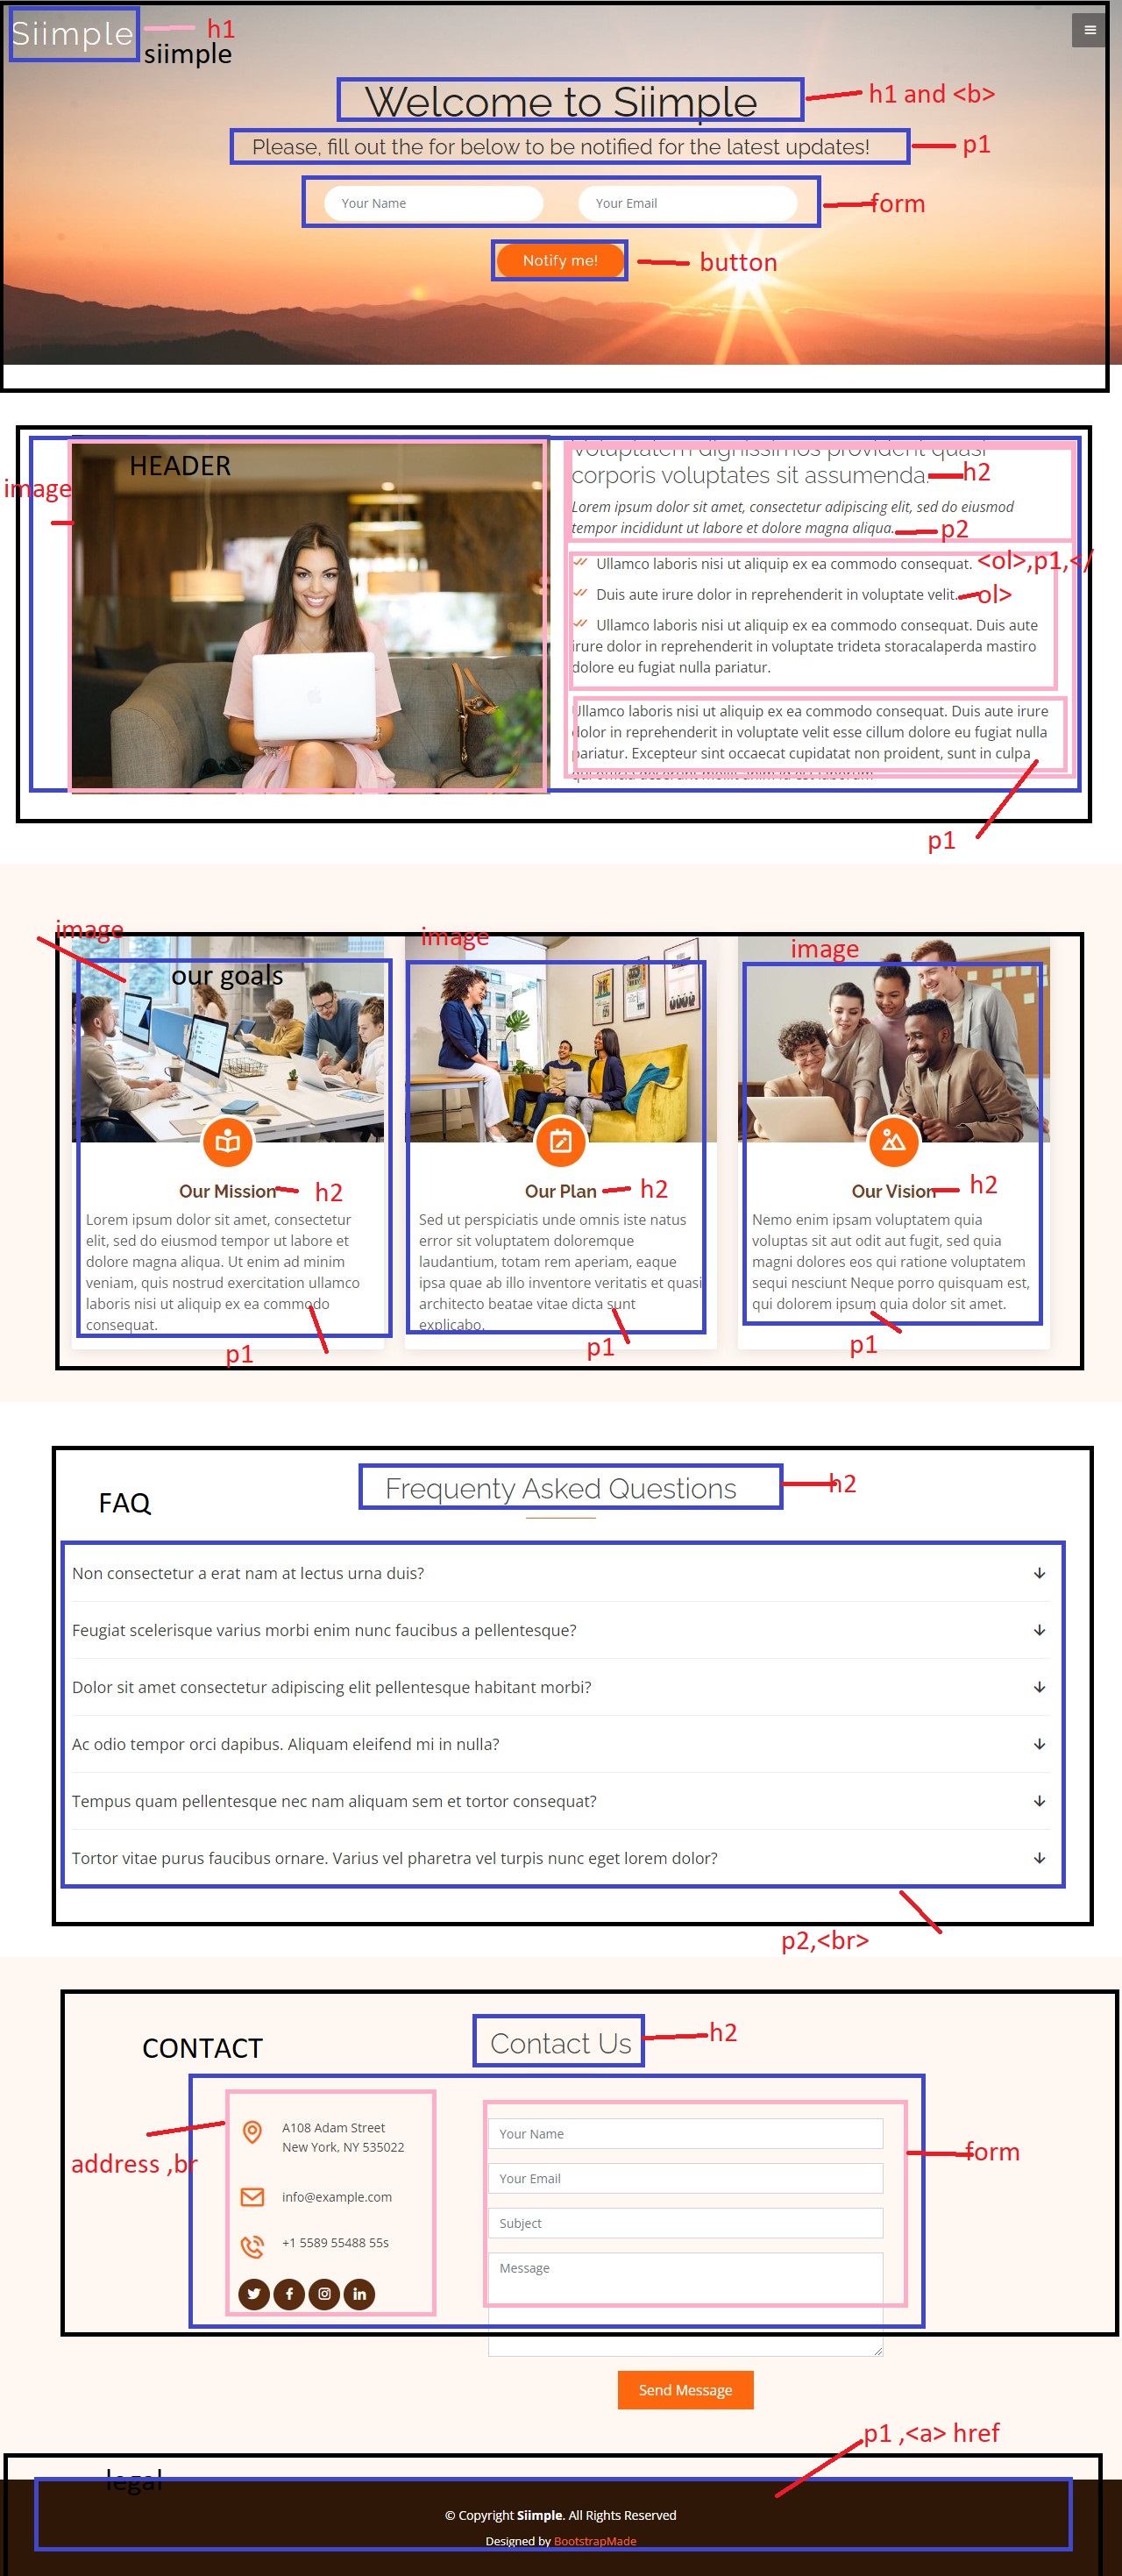 Siimple
h1
siimple
Welcome to Siimple
h1 and <b>
Please, fill out the for below to be notified for the latest updates!
p1
Your Name
Your Email
form
Notify me!
button
HEADER
image
Voluptatem dignissimos provident quasi
corporis voluptates sit assumenda.
h2
Lorem ipsum dolor sit amet, consectetur adipiscing elit, sed do eiusmod
tempor incididunt ut labore et dolore magna aliqua.
p2
Ullamco laboris nisi ut aliquip ex ea commodo consequat.
<ol>,p1,</
Duis aute irure dolor in reprehenderit in voluptate velit.
ol>
Ullamco laboris nisi ut aliquip ex ea commodo consequat. Duis aute
irure dolor in reprehenderit in voluptate trideta storacalaperda mastiro
dolore eu fugiat nulla pariatur.
Ullamco laboris nisi ut aliquip ex ea commodo consequat. Duis aute irure
dolor in reprehenderit in voluptate velit esse cillum dolore eu fugiat nulla
pariatur. Excepteur sint occaecat cupidatat non proident, sunt in culpa
p1
image
image
image
our goals
Our Mission
h2
Lorem ipsum dolor sit amet, consectetur
elit, sed do eiusmod tempor ut labore et
dolore magna aliqua. Ut enim ad minim
veniam, quis nostrud exercitation ullamco
laboris nisi ut aliquip ex ea commodo
consequat.
p1
Our Plan
h2
Sed ut perspiciatis unde omnis iste natus
error sit voluptatem doloremque
laudantium, totam rem aperiam, eaque
ipsa quae ab illo inventore veritatis et quasi
architecto beatae vitae dicta sunt
explicabo.
p1
Our Vision
h2
Nemo enim ipsam voluptatem quia
voluptas sit aut odit aut fugit, sed quia
magni dolores eos qui ratione voluptatem
sequi nesciunt Neque porro quisquam est,
qui dolorem ipsum quia dolor sit amet.
p1
FAQ
Frequenty Asked Questions
h2
Non consectetur a erat nam at lectus urna duis?
Feugiat scelerisque varius morbi enim nunc faucibus a pellentesque?
Dolor sit amet consectetur adipiscing elit pellentesque habitant morbi?
Ac odio tempor orci dapibus. Aliquam eleifend mi in nulla?
Tempus quam pellentesque nec nam aliquam sem et tortor consequat?
Tortor vitae purus faucibus ornare. Varius vel pharetra vel turpis nunc eget lorem dolor?
p2,<br>
CONTACT
Contact Us
h2
A108 Adam Street
New York, NY 535022
address ,br
info@example.com
+1 5589 55488 55s
Your Name
form
Your Email
Subject
Message
Send Message
p1 ,<a> href
legal
© Copyright Siimple. All Rights Reserved
Designed by BootstrapMade